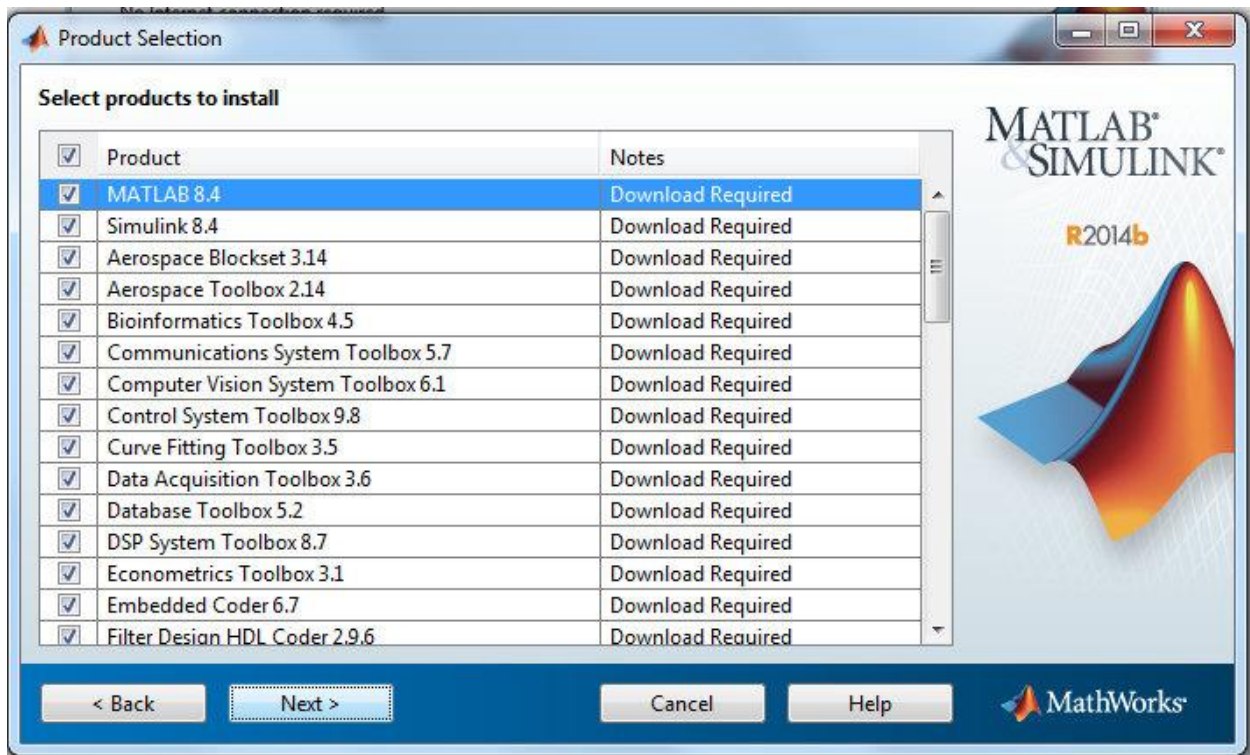 No Internet connection required
Product Selection
Select products to install
Product Notes
MATLAB 8.4 Download Required
Simulink 8.4 Download Required
Aerospace Blockset 3.14 Download Required
Aerospace Toolbox 2.14 Download Required
Bioinformatics Toolbox 4.5 Download Required
Communications System Toolbox 5.7 Download Required
Computer Vision System Toolbox 6.1 Download Required
Control System Toolbox 9.8 Download Required
Curve Fitting Toolbox 3.5 Download Required
Data Acquisition Toolbox 3.6 Download Required
Database Toolbox 5.2 Download Required
DSP System Toolbox 8.7 Download Required
Econometrics Toolbox 3.1 Download Required
Embedded Coder 6.7 Download Required
Filter Design HDL Coder 2.9.6 Download Required
MATLAB®
&SIMULINK®
R2014b
< Back
Next >
Cancel
Help
MathWorks®